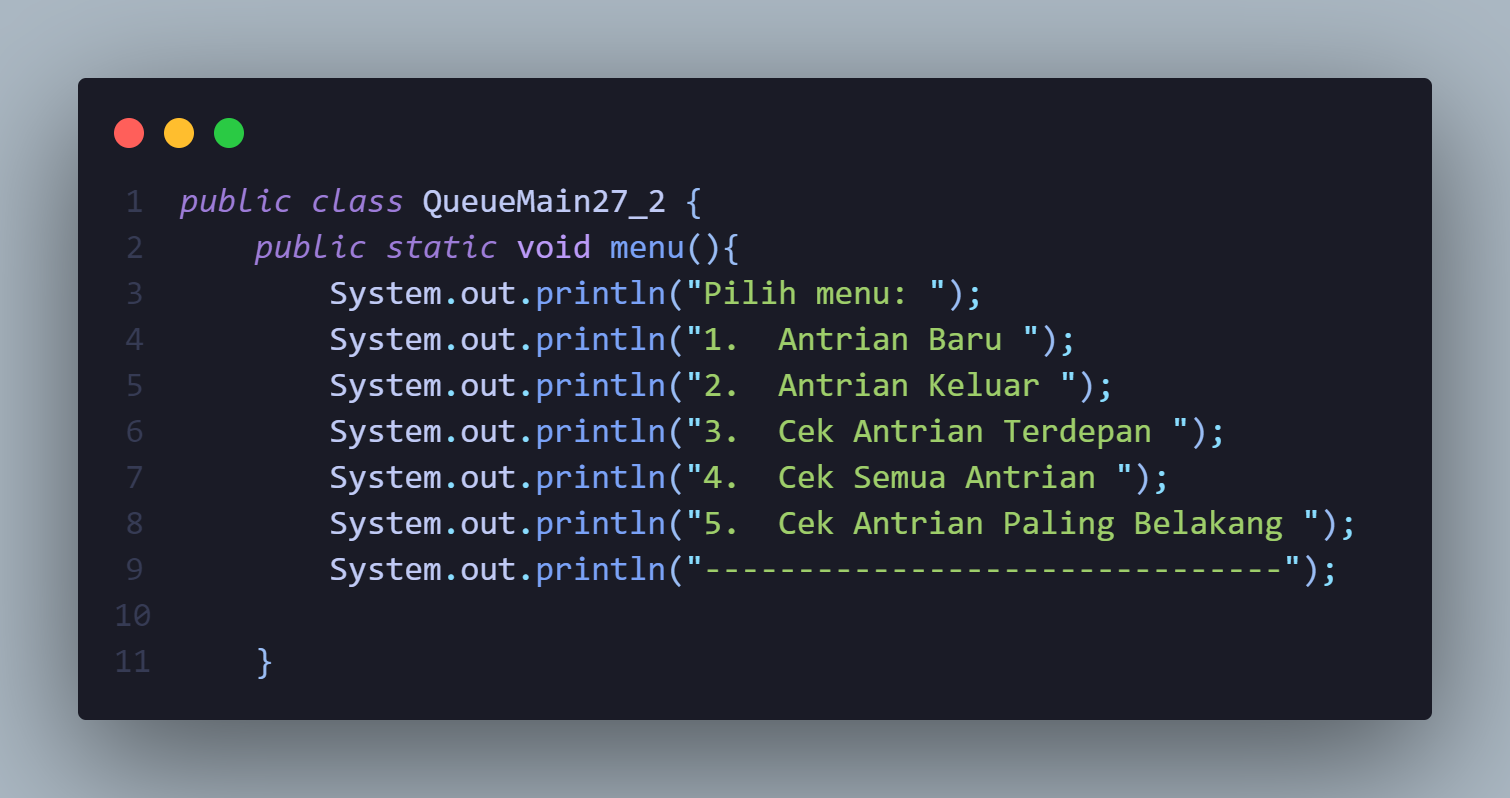 1 public class QueueMain27_2 {
2     public static void menu(){
3         System.out.println("Pilih menu: ");
4         System.out.println("1.  Antrian Baru ");
5         System.out.println("2.  Antrian Keluar ");
6         System.out.println("3.  Cek Antrian Terdepan ");
7         System.out.println("4.  Cek Semua Antrian ");
8         System.out.println("5.  Cek Antrian Paling Belakang ");
9         System.out.println("-------------------------------");
10
11     }